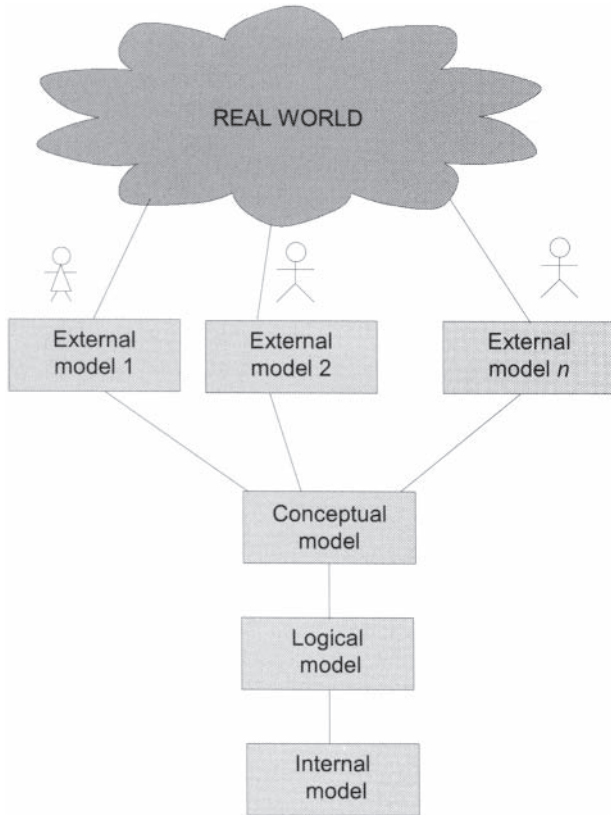 REAL WORLD
External
model 1
External
model 2
External
model n
Conceptual
model
Logical
model
Internal
model